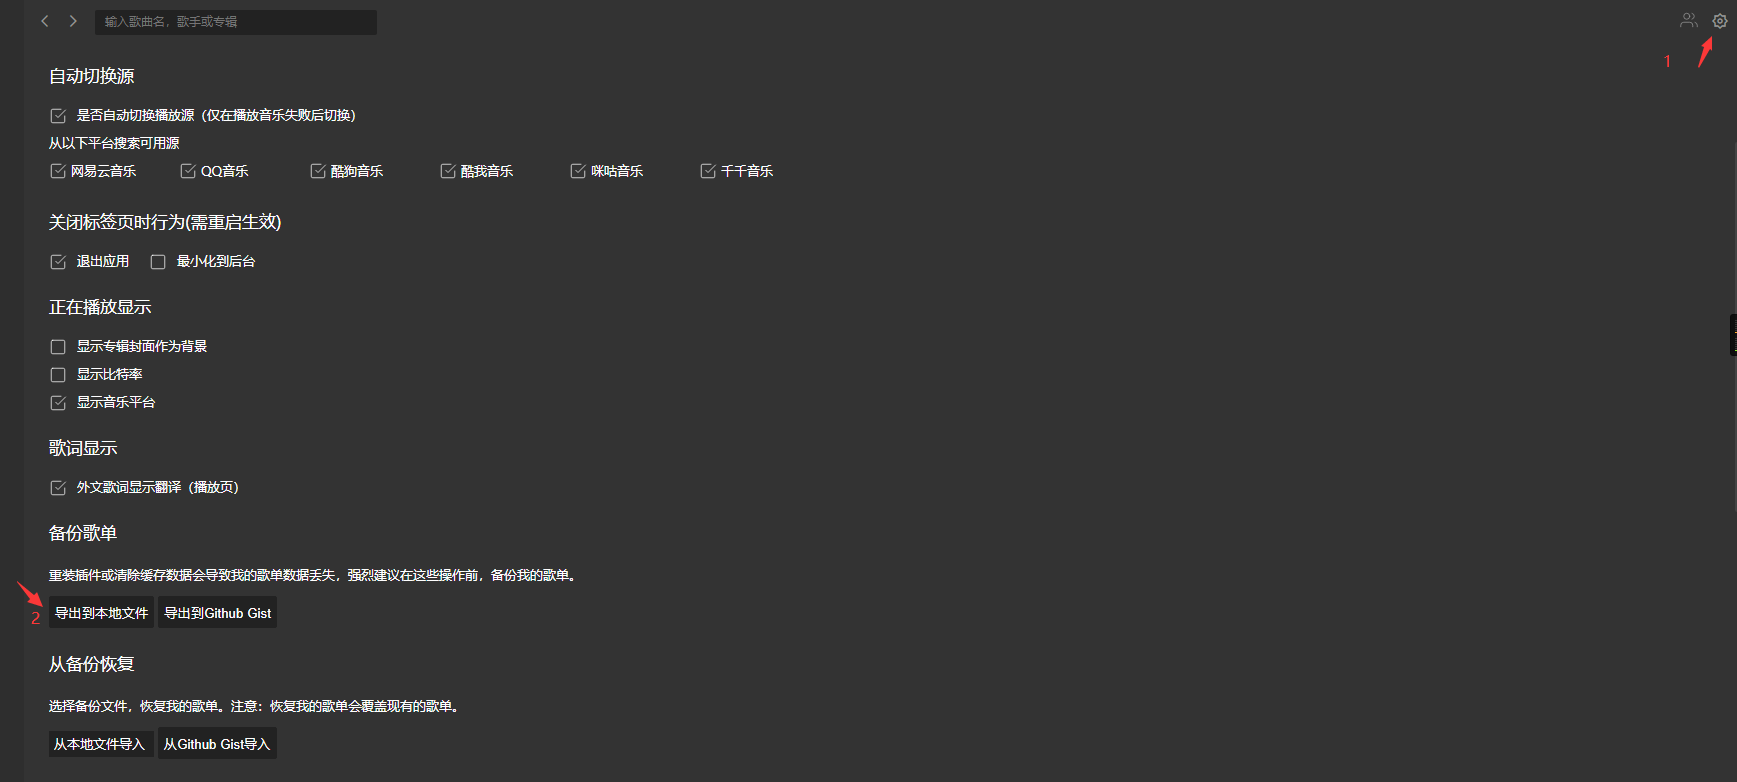 输入歌曲名，歌手或专辑
1
自动切换源
是否自动切换播放源（仅在播放音乐失败后切换）
从以下平台搜索可用源
网易云音乐 QQ音乐 酷狗音乐 酷我音乐 咪咕音乐 千千音乐
关闭标签页时行为(需重启生效)
退出应用 最小化到后台
正在播放显示
显示专辑封面作为背景
显示比特率
显示音乐平台
歌词显示
外文歌词显示翻译（播放页）
备份歌单
重装插件或清除缓存数据会导致我的歌单数据丢失，强烈建议在这些操作前，备份我的歌单。
2 导出到本地文件 导出到Github Gist
从备份恢复
选择备份文件，恢复我的歌单。注意：恢复我的歌单会覆盖现有的歌单。
从本地文件导入 从Github Gist导入